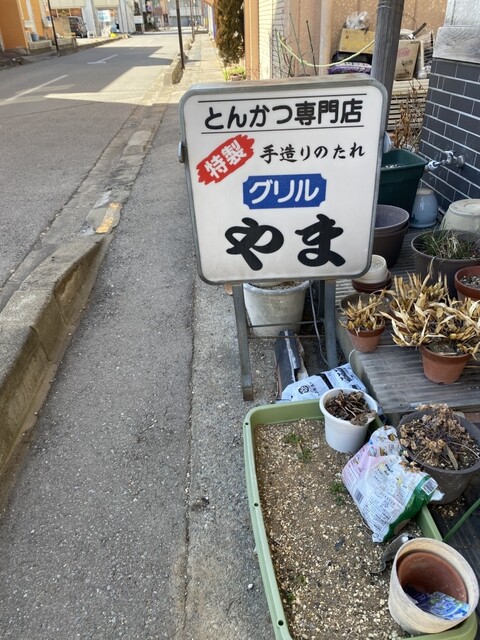 とんかつ専門店
特製
手造りのたれ
グリル
やま